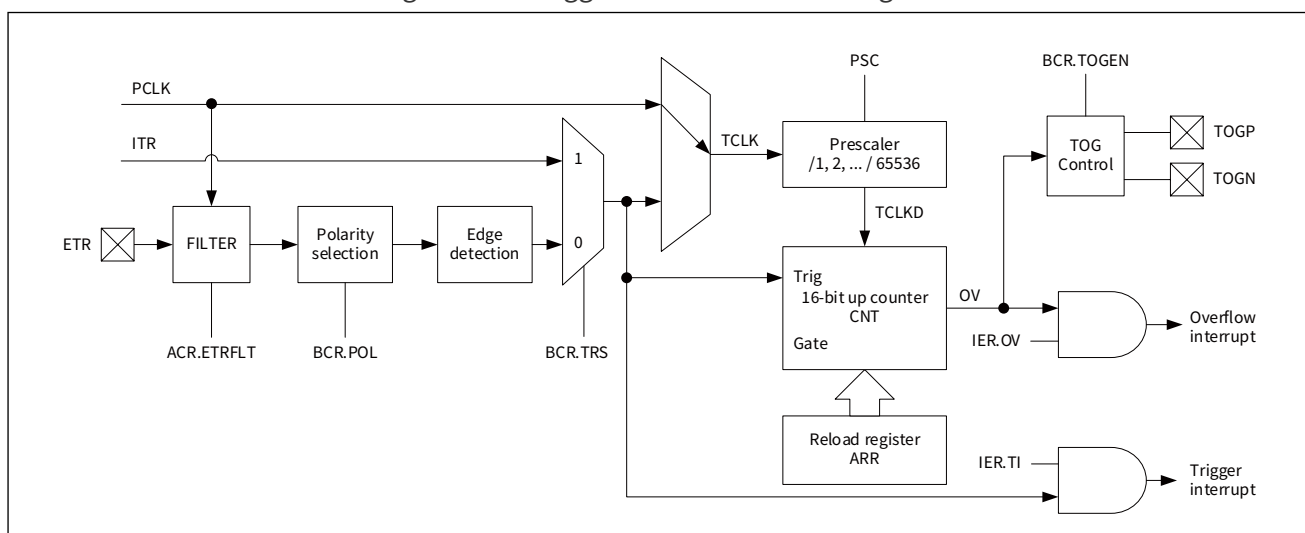 PCLK
PSC
BCR.TOGEN
ITR
1
TCLK
Prescaler
/1, 2, ... / 65536
TOG
Control
TOGP
TOGN
TCLKD
ETR
FILTER
Polarity
selection
Edge
detection
0
Trig
16-bit up counter
CNT
Gate
OV
ACR.ETRFLT
BCR.POL
BCR.TRS
IER.OV
Overflow
interrupt
Reload register
ARR
IER.TI
Trigger
interrupt